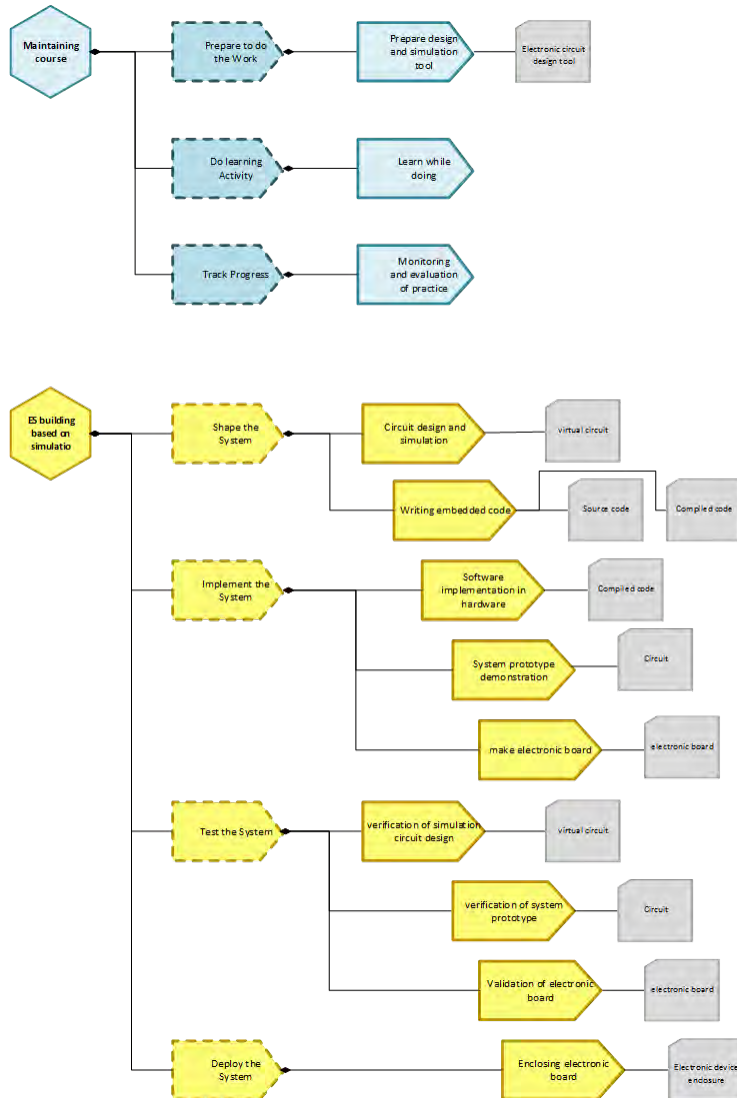 Maintaining
course
Prepare to do
the Work
Prepare design
and simulation
tool
Electronic circuit
design tool
Do learning
Activity
Learn while
doing
Track Progress
Monitoring
and evaluation
of practice
ES building
based on
simulatio
Shape the
System
Circuit design and
simulation
virtual circuit
Writing embedded code
Source code
Compiled code
Implement the
System
Software
implementation in
hardware
Compiled code
System prototype
demonstration
Circuit
make electronic board
electronic board
Test the System
verification of simulation
circuit design
virtual circuit
verification of system
prototype
Circuit
Validation of electronic
board
electronic board
Deploy the
System
Enclosing electronic
board
Electronic device
endosure